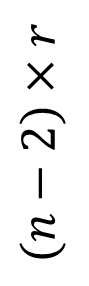 (n − 2) × r